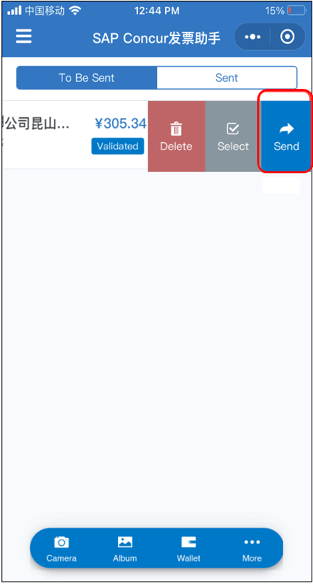 中国移动 12:44 PM 15%
SAP Concur发票助手
To Be Sent Sent
公司昆山... ¥305.34
Validated Delete Select Send
Camera Album Wallet More